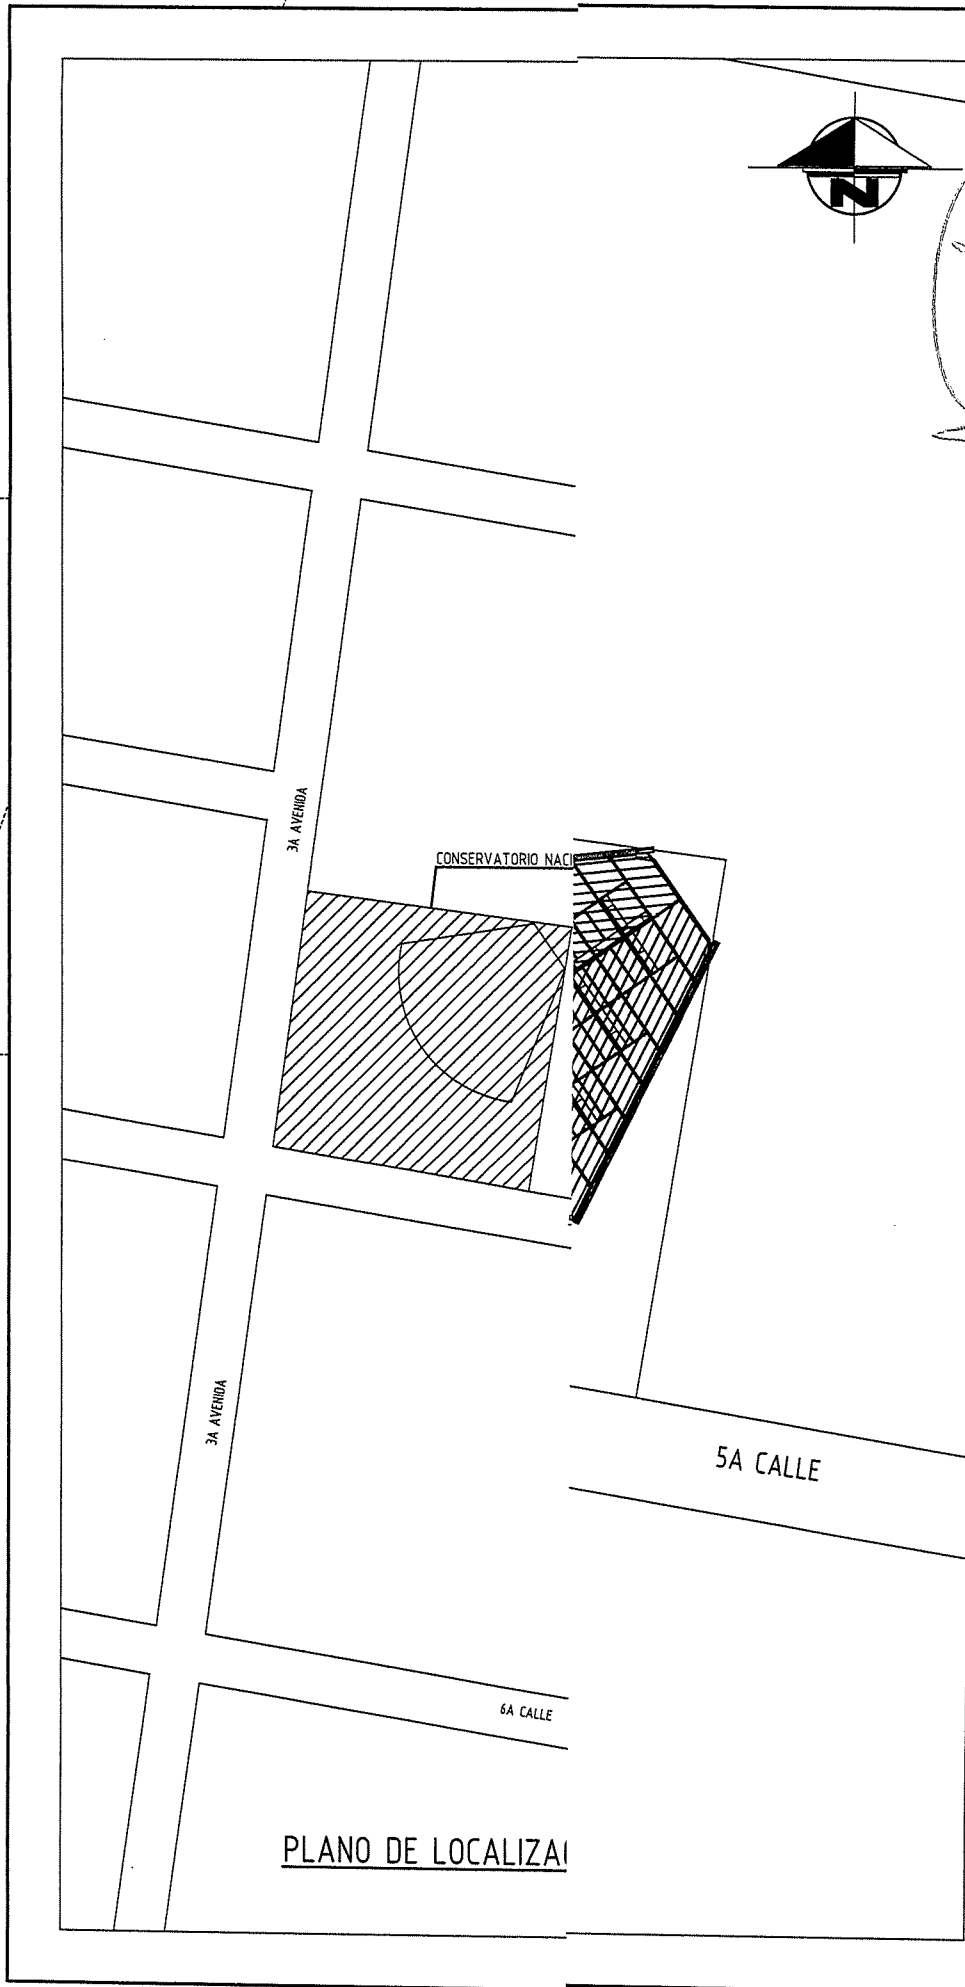 N
3A AVENIDA
CONSERVATORIO NACI
3A AVENIDA
5A CALLE
6A CALLE
PLANO DE LOCALIZA